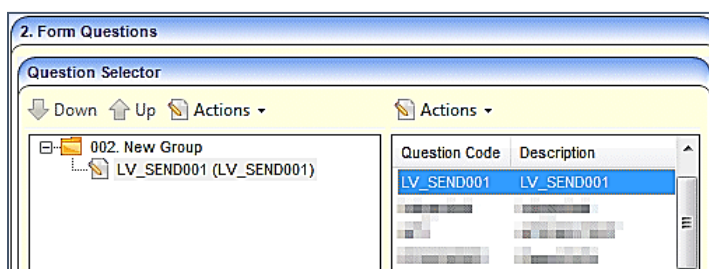 2. Form Questions
Question Selector
Down Up Actions Actions
002. New Group
LV_SEND001 (LV_SEND001)
Question Code Description
LV_SEND001 LV_SEND001